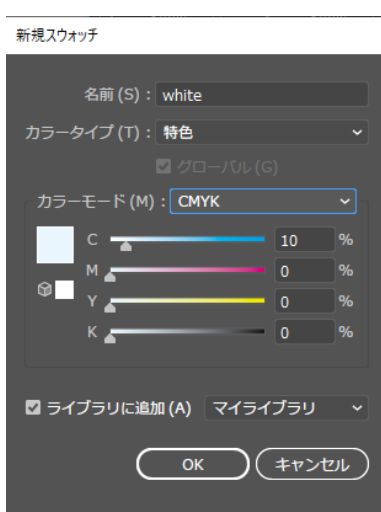 新規スウォッチ
名前 (S) : white
カラータイプ (T) : 特色
グローバル (G)
カラーモード (M) : CMYK
C 10 %
M 0 %
Y 0 %
K 0 %
ライブラリに追加 (A) マイライブラリ
OK キャンセル